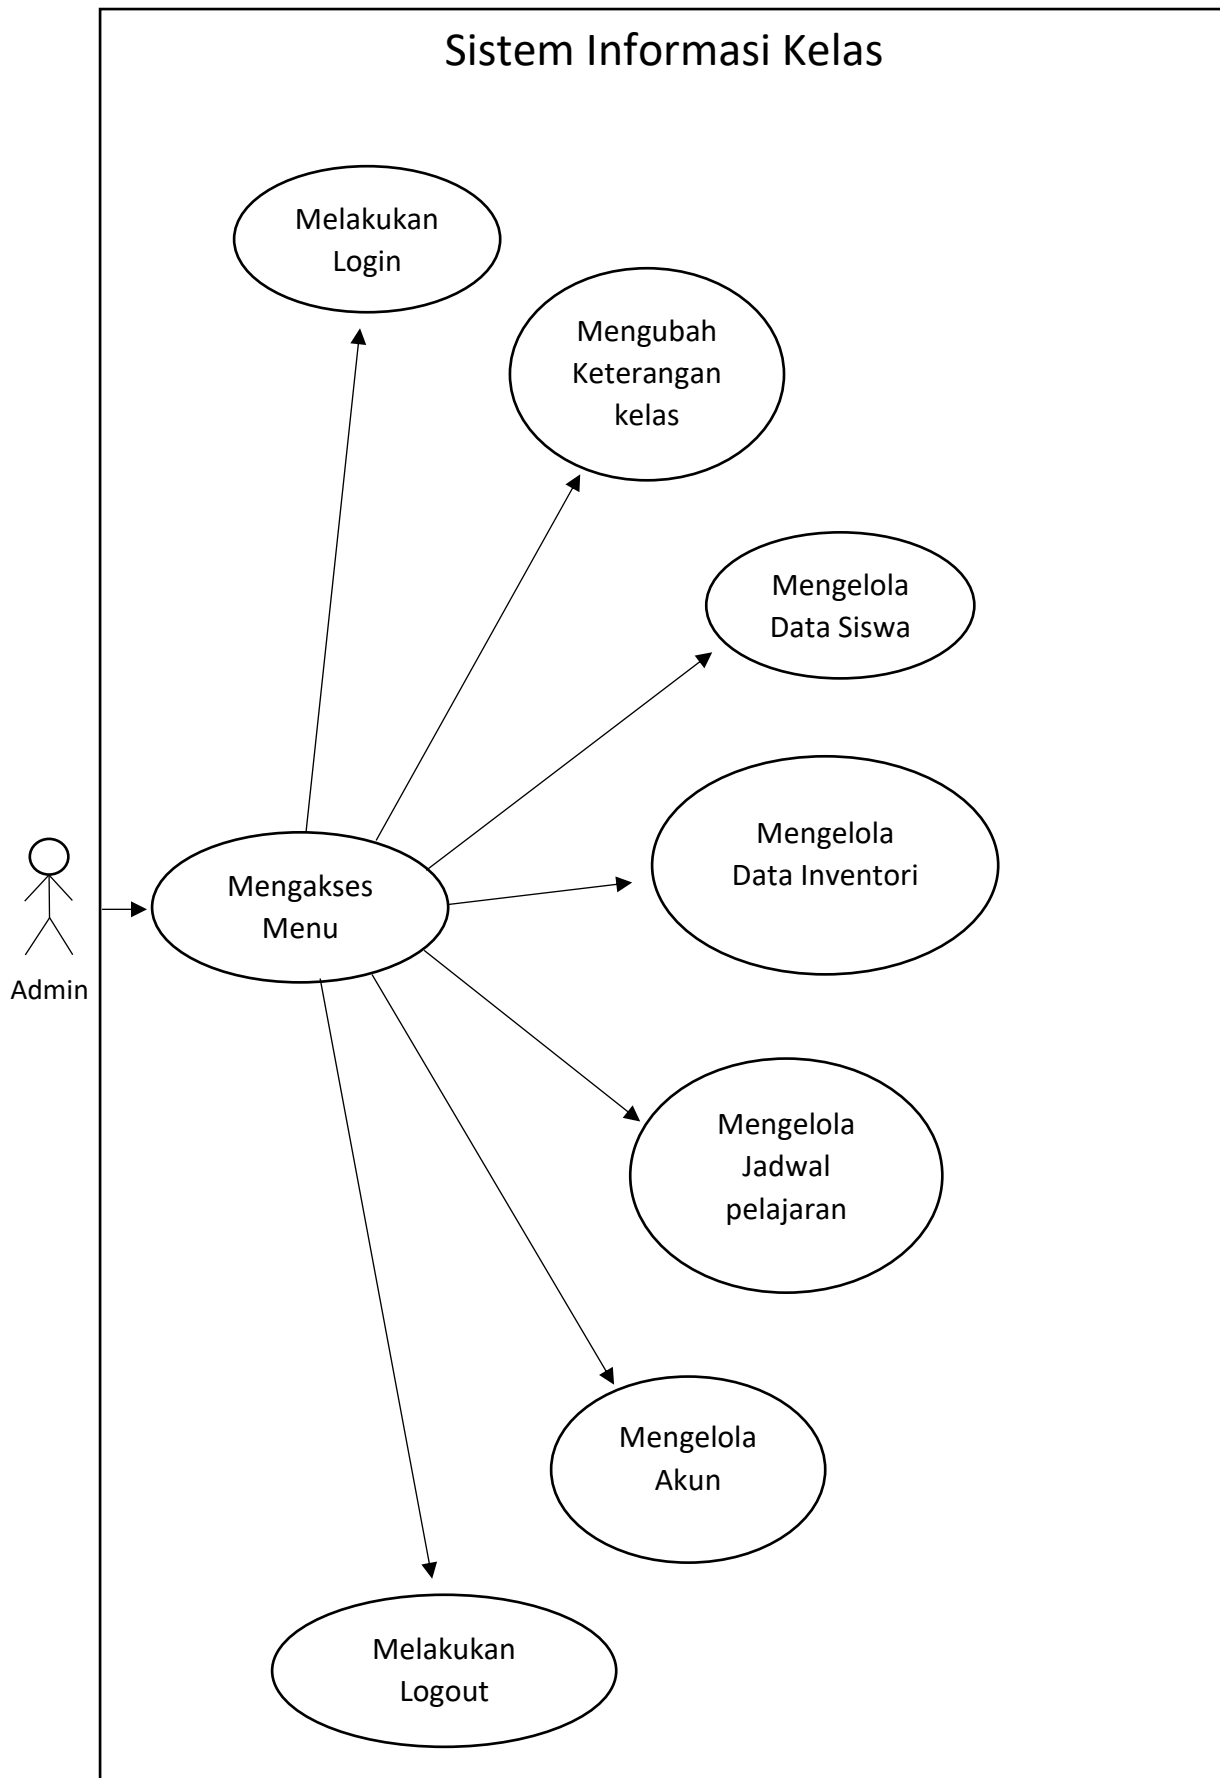 Sistem Informasi Kelas
Melakukan
Login
Mengubah
Keterangan
kelas
Mengelola
Data Siswa
Mengelola
Data Inventori
Mengakses
Menu
Admin
Mengelola
Jadwal
pelajaran
Mengelola
Akun
Melakukan
Logout